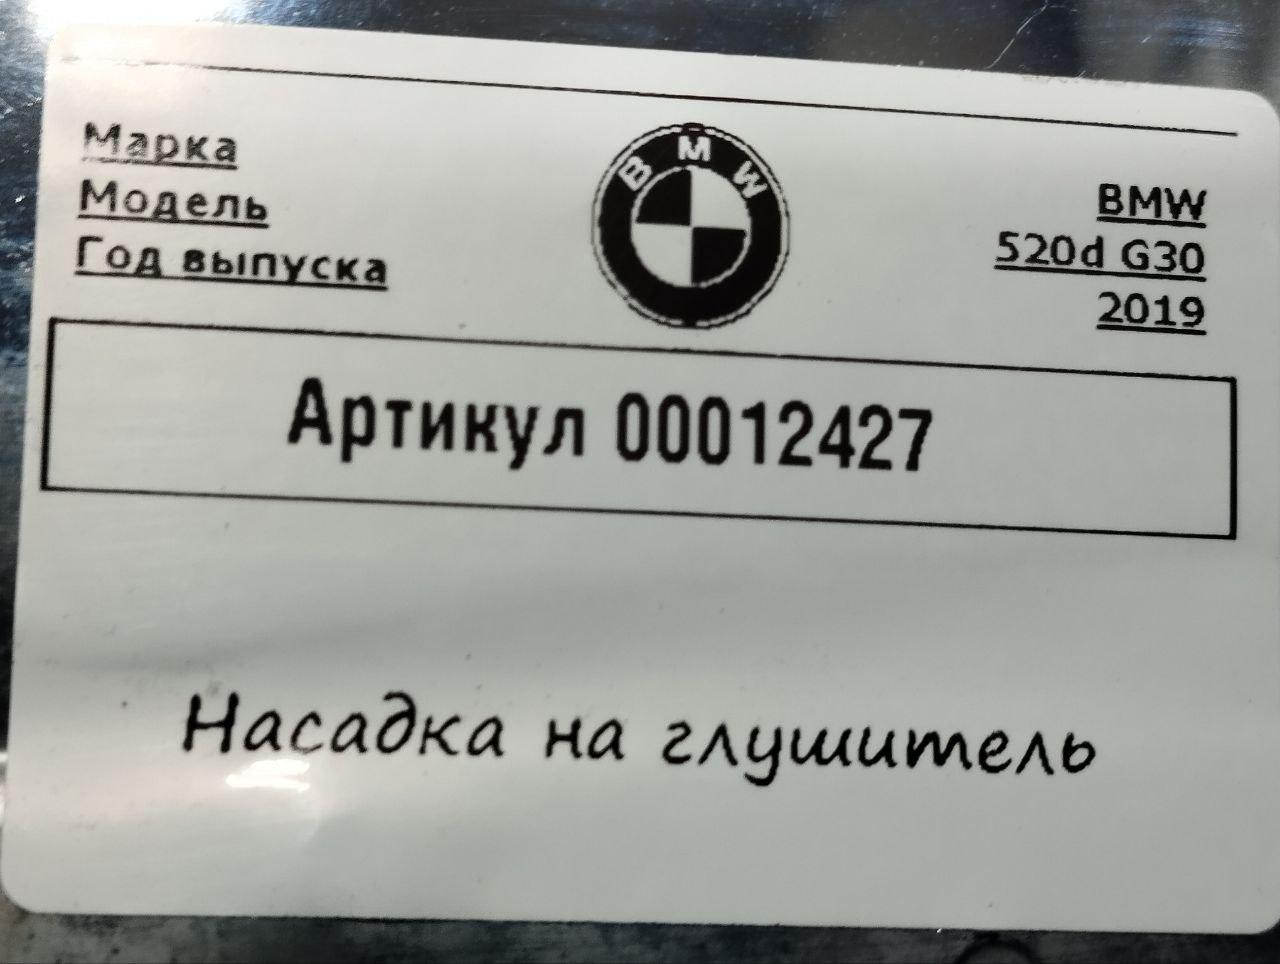 Марка
Модель
Год выпуска
BMW
BMW
520d G30
2019
Артикул 00012427
Насадка на глушитель